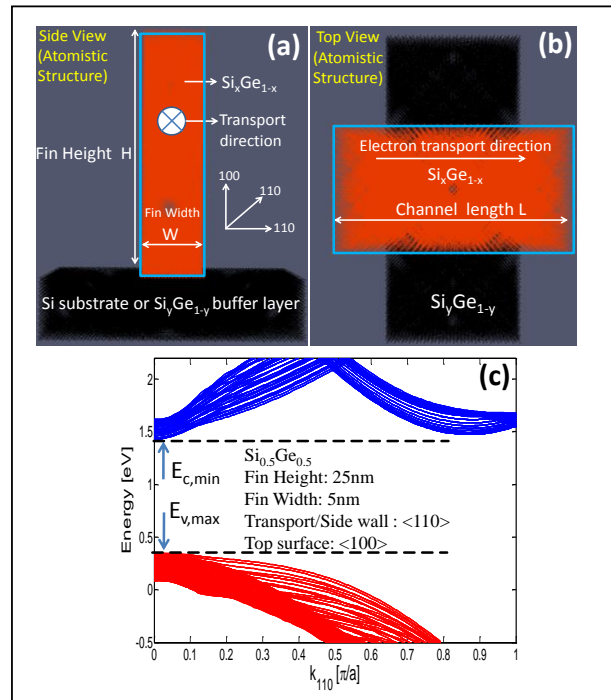 Side View
(Atomistic
Structure)
(a)
SixGe1-x
Transport
direction
Fin Height H
100
110
110
Fin Width
W
Si substrate or SiyGe1-y buffer layer
Top View
(Atomistic
Structure)
(b)
Electron transport direction
SixGe1-x
Channel length L
SiyGe1-y
(c)
Energy [eV]
2
1.5
1
0.5
0
-0.5
Ec,min
Ev,max
Si0.5Ge0.5
Fin Height: 25nm
Fin Width: 5nm
Transport/Side wall : <110>
Top surface: <100>
0 0.1 0.2 0.3 0.4 0.5 0.6 0.7 0.8 0.9 1
k110 [π/a]